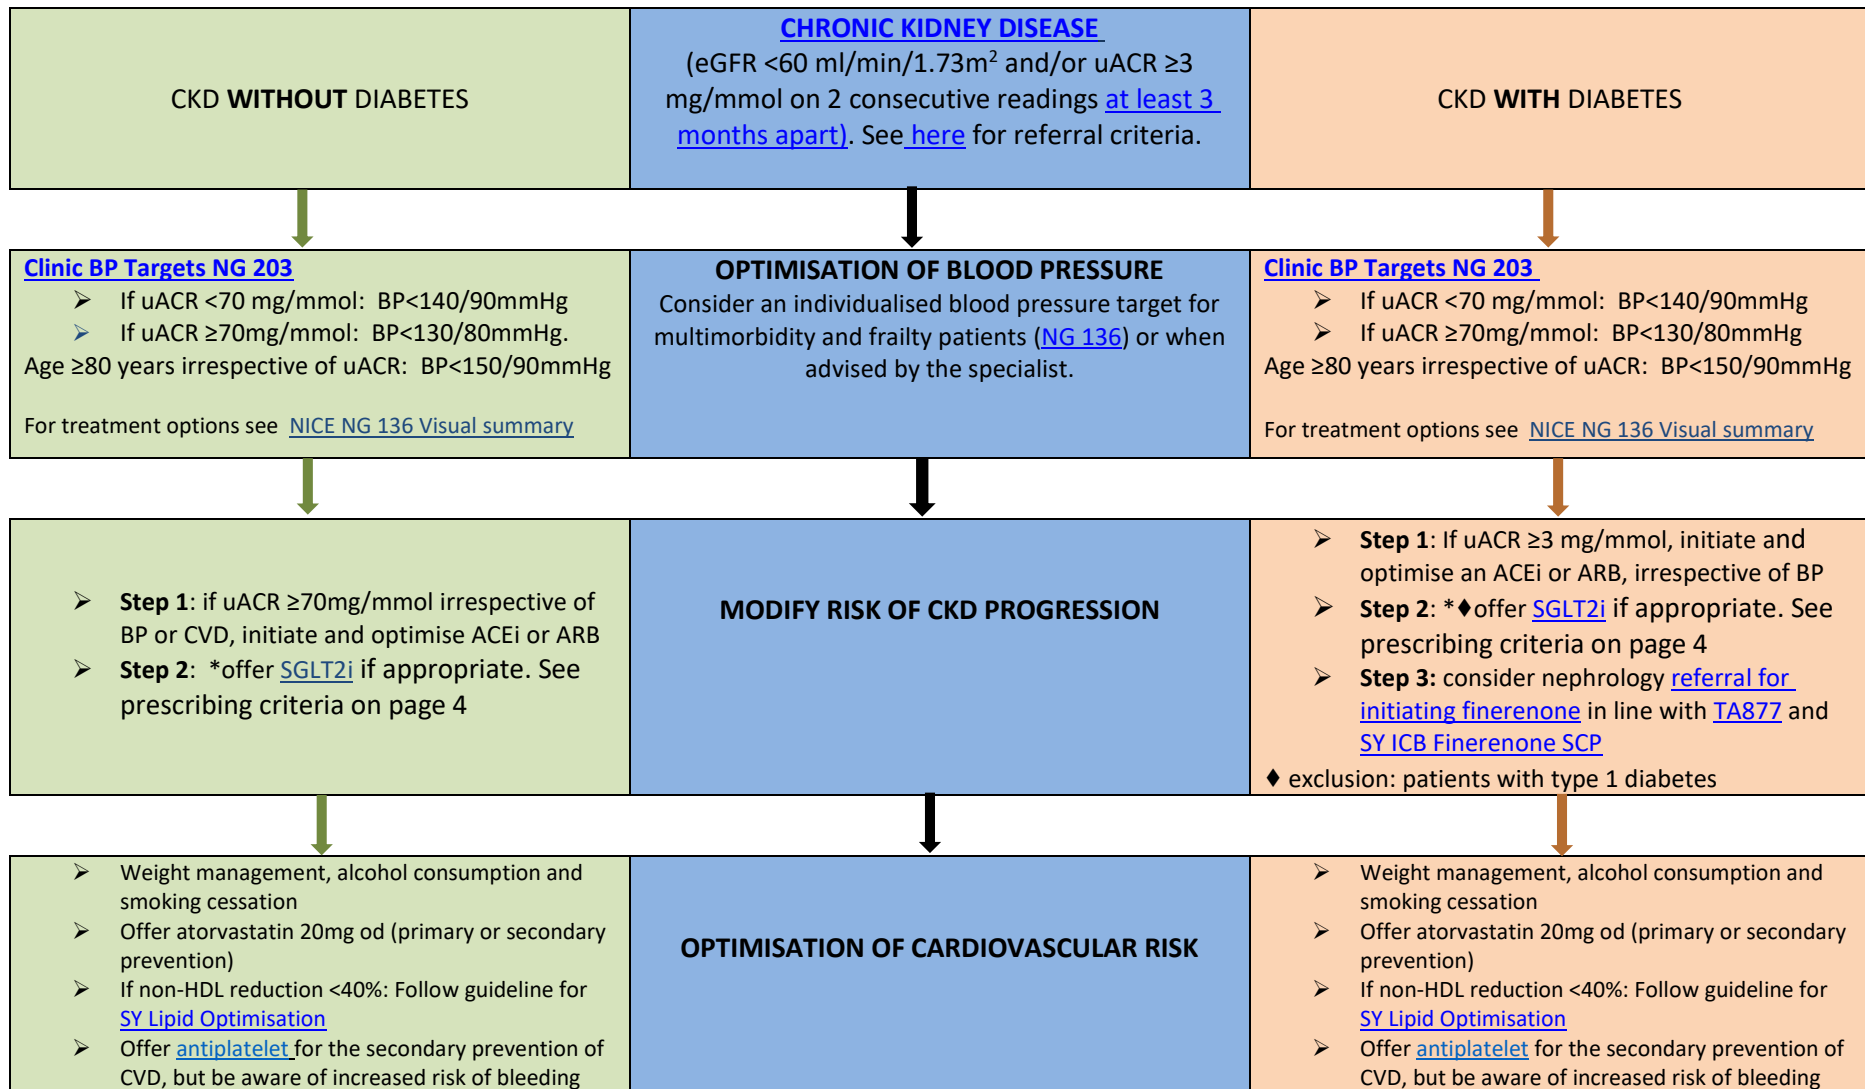 CKD WITHOUT DIABETES
CHRONIC KIDNEY DISEASE
(eGFR <60 ml/min/1.73m² and/or uACR ≥3
mg/mmol on 2 consecutive readings at least 3
months apart). See here for referral criteria.
CKD WITH DIABETES
Clinic BP Targets NG 203
➢ If uACR <70 mg/mmol: BP<140/90mmHg
➢ If uACR ≥70mg/mmol: BP<130/80mmHg.
Age ≥80 years irrespective of uACR: BP<150/90mmHg
For treatment options see NICE NG 136 Visual summary
OPTIMISATION OF BLOOD PRESSURE
Consider an individualised blood pressure target for
multimorbidity and frailty patients (NG 136) or when
advised by the specialist.
Clinic BP Targets NG 203
➢ If uACR <70 mg/mmol: BP<140/90mmHg
➢ If uACR ≥70mg/mmol: BP<130/80mmHg
Age ≥80 years irrespective of uACR: BP<150/90mmHg
For treatment options see NICE NG 136 Visual summary
➢ Step 1: if uACR ≥70mg/mmol irrespective of
BP or CVD, initiate and optimise ACEi or ARB
➢ Step 2: *offer SGLT2i if appropriate. See
prescribing criteria on page 4
MODIFY RISK OF CKD PROGRESSION
➢ Step 1: If uACR ≥3 mg/mmol, initiate and
optimise an ACEi or ARB, irrespective of BP
➢ Step 2: *♦offer SGLT2i if appropriate. See
prescribing criteria on page 4
➢ Step 3: consider nephrology referral for
initiating finerenone in line with TA877 and
SY ICB Finerenone SCP
♦ exclusion: patients with type 1 diabetes
➢ Weight management, alcohol consumption and
smoking cessation
➢ Offer atorvastatin 20mg od (primary or secondary
prevention)
➢ If non-HDL reduction <40%: Follow guideline for
SY Lipid Optimisation
➢ Offer antiplatelet for the secondary prevention of
CVD, but be aware of increased risk of bleeding
OPTIMISATION OF CARDIOVASCULAR RISK
➢ Weight management, alcohol consumption and
smoking cessation
➢ Offer atorvastatin 20mg od (primary or secondary
prevention)
➢ If non-HDL reduction <40%: Follow guideline for
SY Lipid Optimisation
➢ Offer antiplatelet for the secondary prevention of
CVD, but be aware of increased risk of bleeding